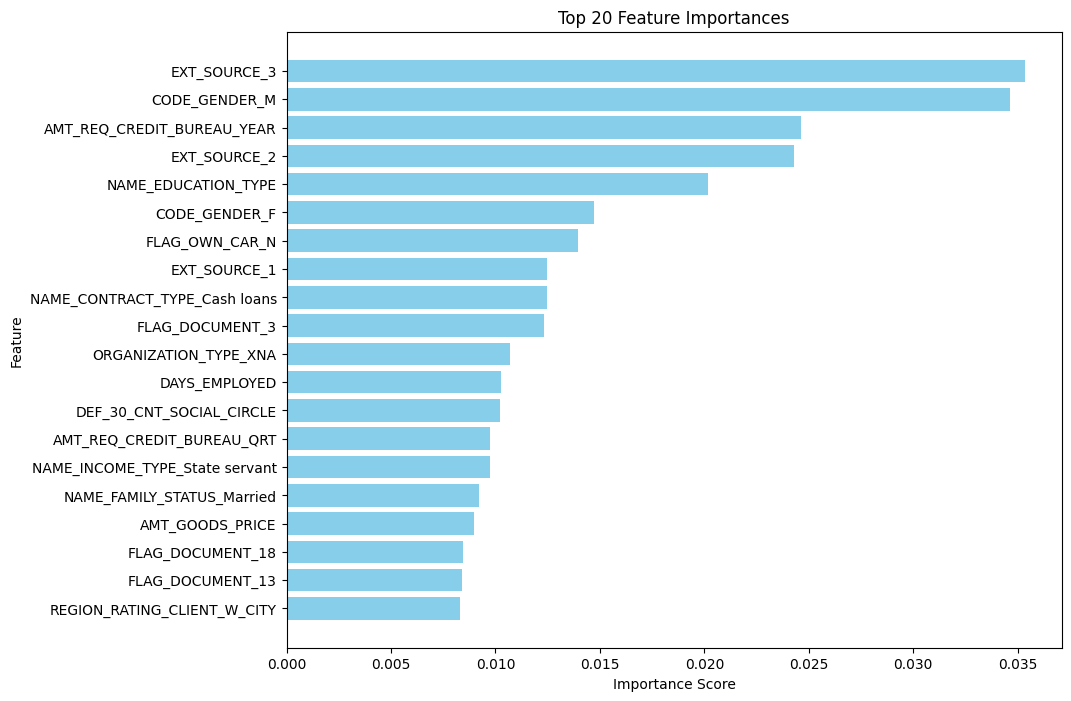 Top 20 Feature Importances
EXT_SOURCE_3
CODE_GENDER_M
AMT_REQ_CREDIT_BUREAU_YEAR
EXT_SOURCE_2
NAME_EDUCATION_TYPE
CODE_GENDER_F
FLAG_OWN_CAR_N
EXT_SOURCE_1
NAME_CONTRACT_TYPE_Cash loans
FLAG_DOCUMENT_3
ORGANIZATION_TYPE_XNA
DAYS_EMPLOYED
DEF_30_CNT_SOCIAL_CIRCLE
AMT_REQ_CREDIT_BUREAU_QRT
NAME_INCOME_TYPE_State servant
NAME_FAMILY_STATUS_Married
AMT_GOODS_PRICE
FLAG_DOCUMENT_18
FLAG_DOCUMENT_13
REGION_RATING_CLIENT_W_CITY
Feature
0.000 0.005 0.010 0.015 0.020 0.025 0.030 0.035
Importance Score